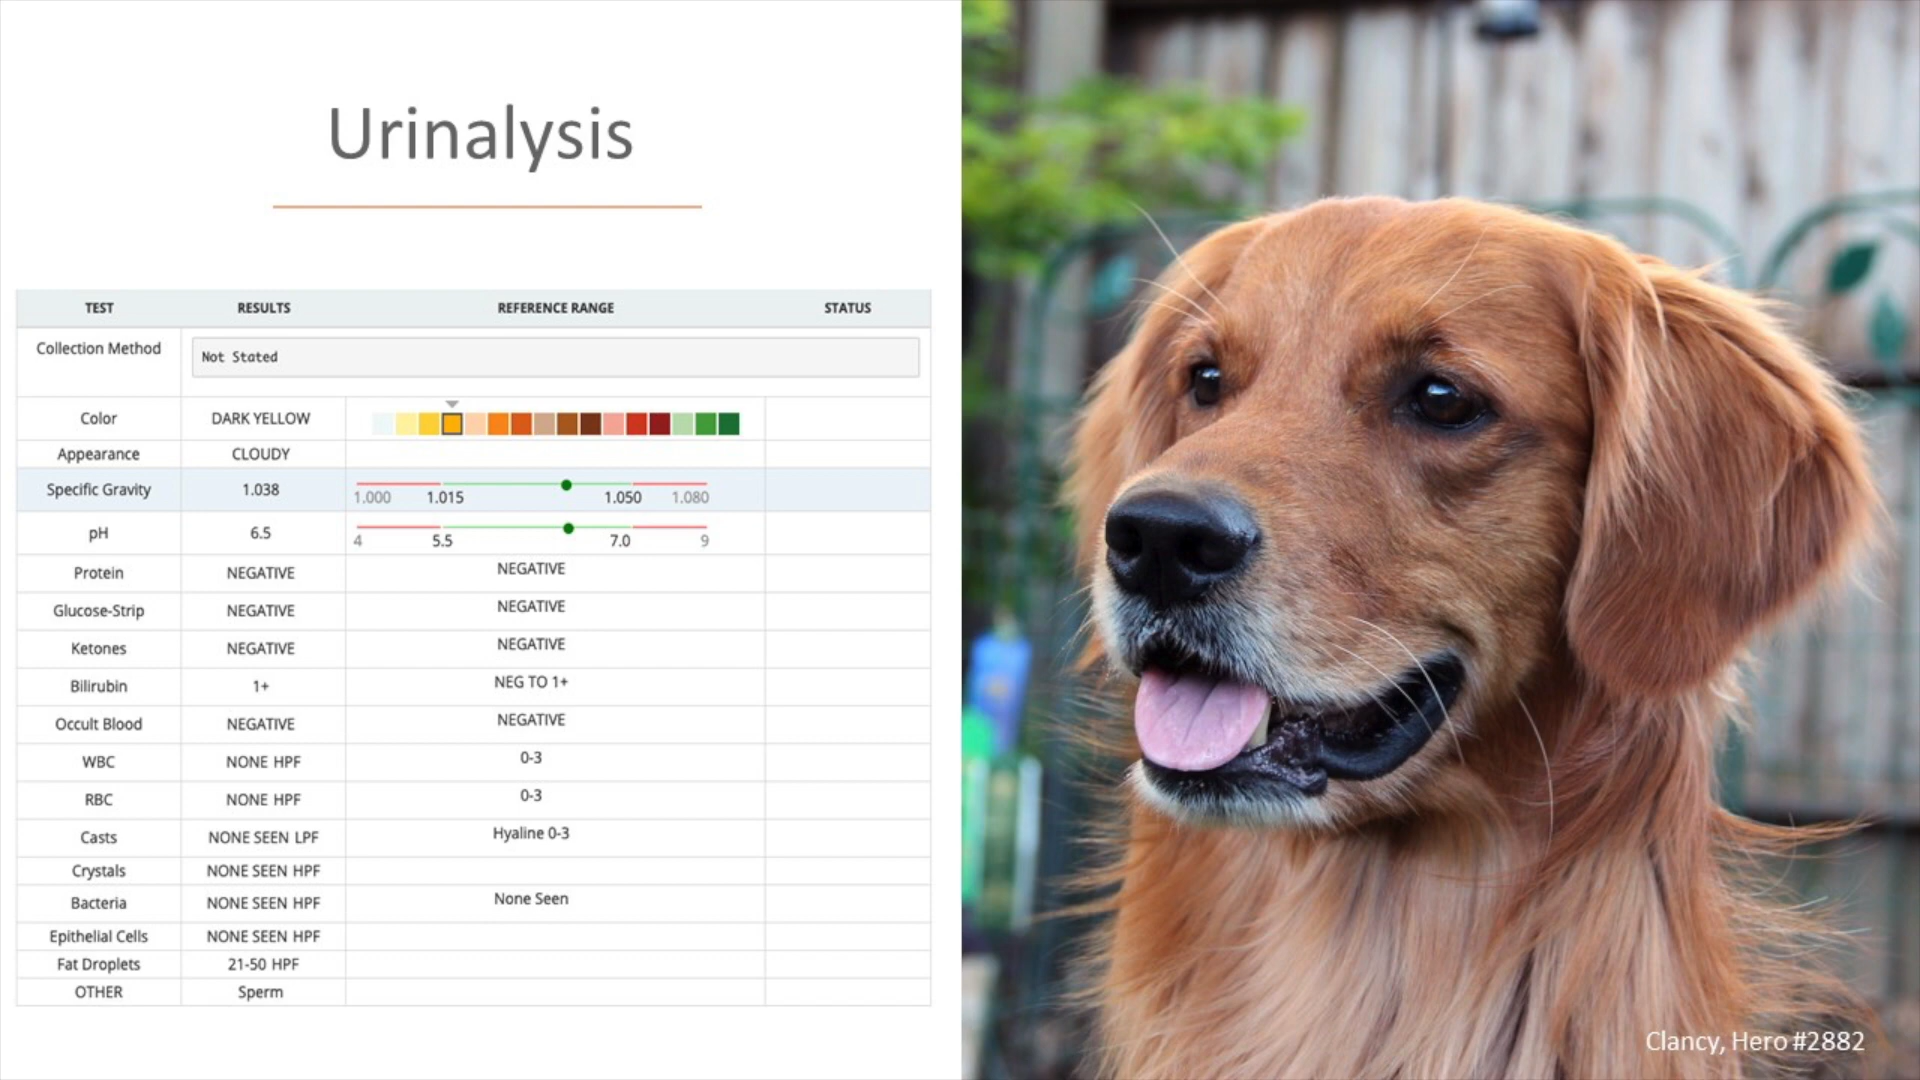 Urinalysis
TEST RESULTS REFERENCE RANGE STATUS
Collection Method Not Stated
Color DARK YELLOW
Appearance CLOUDY
Specific Gravity 1.038 1.000 1.015 1.050 1.080
pH 6.5 4 5.5 7.0 9
Protein NEGATIVE NEGATIVE
Glucose-Strip NEGATIVE NEGATIVE
Ketones NEGATIVE NEGATIVE
Bilirubin 1+ NEG TO 1+
Occult Blood NEGATIVE NEGATIVE
WBC NONE HPF 0-3
RBC NONE HPF 0-3
Casts NONE SEEN LPF Hyaline 0-3
Crystals NONE SEEN HPF
Bacteria NONE SEEN HPF None Seen
Epithelial Cells NONE SEEN HPF
Fat Droplets 21-50 HPF
OTHER Sperm
Clancy, Hero #2882